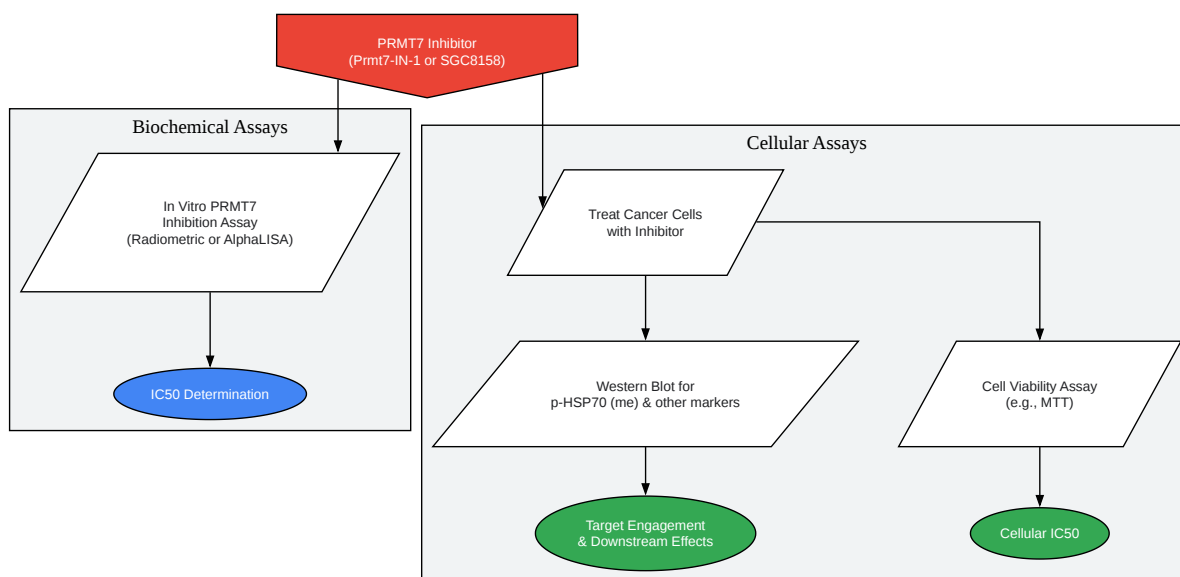 PRMT7 Inhibitor
(Prmt7-IN-1 or SGC8158)
Biochemical Assays
In Vitro PRMT7
Inhibition Assay
(Radiometric or AlphaLISA)
IC50 Determination
Cellular Assays
Treat Cancer Cells
with Inhibitor
Western Blot for
p-HSP70 (me) & other markers
Cell Viability Assay
(e.g., MTT)
Target Engagement
& Downstream Effects
Cellular IC50